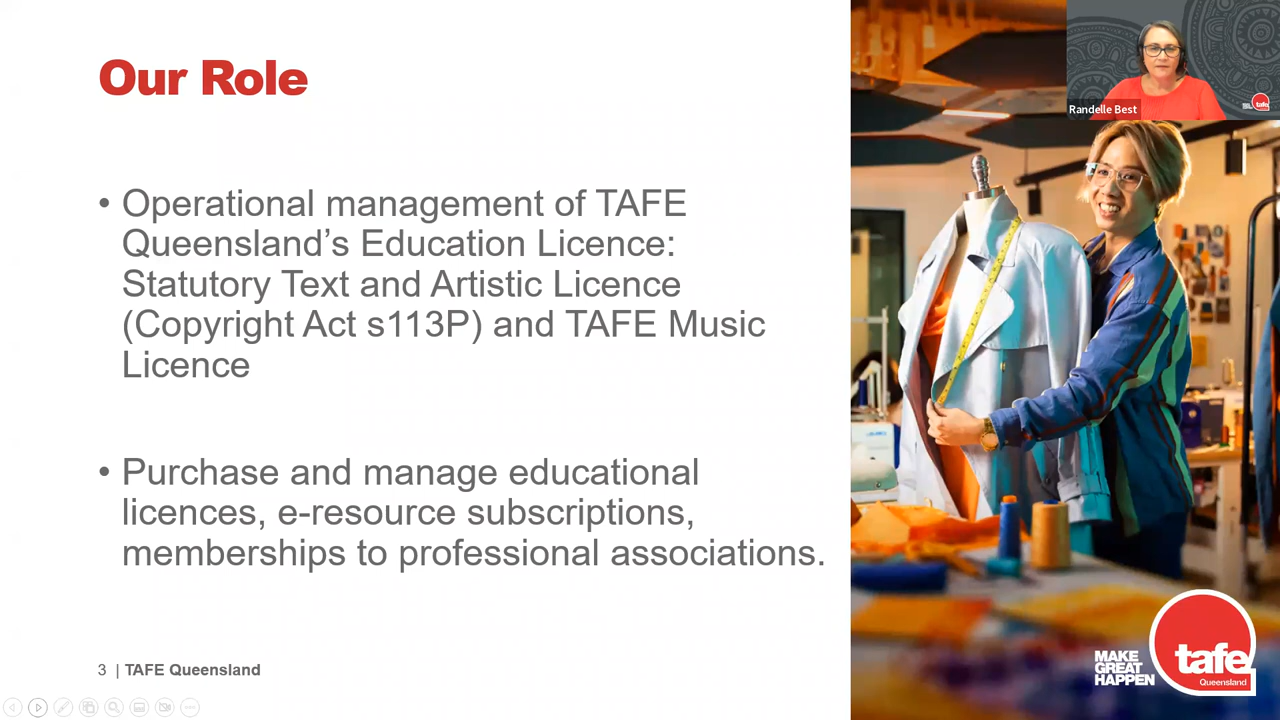 Our Role
• Operational management of TAFE
Queensland’s Education Licence:
Statutory Text and Artistic Licence
(Copyright Act s113P) and TAFE Music
Licence
• Purchase and manage educational
licences, e-resource subscriptions,
memberships to professional associations.
3 | TAFE Queensland
Randelle Best
MAKE
GREAT
HAPPEN
tafe
Queensland
tafe